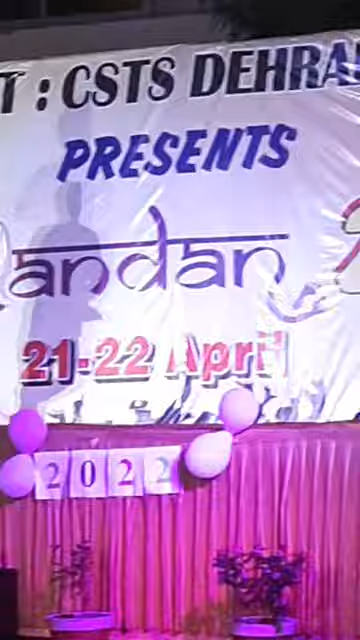 T : CSTS DEHRA
PRESENTS
andan
21-22 April
2022